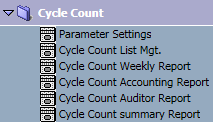 Cycle Count
Parameter Settings
Cycle Count List Mgt.
Cycle Count Weekly Report
Cycle Count Accounting Report
Cycle Count Auditor Report
Cycle Count summary Report